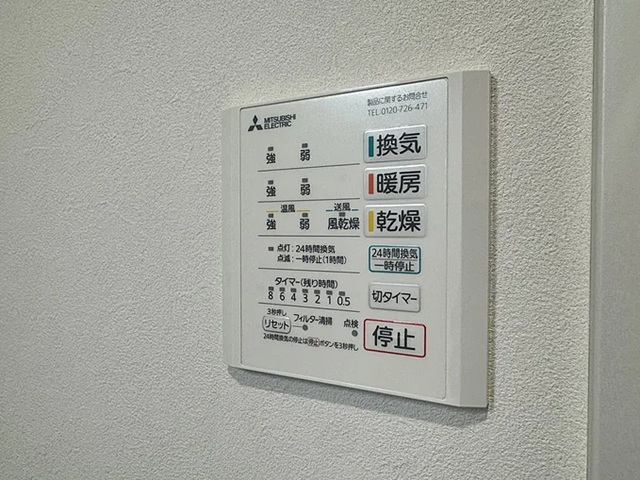 製品に関するお問合せ
TEL.0120-726-471
MITSUBISHI
ELECTRIC
強 弱 換気
強 弱 暖房
温風 送風
強 弱 風乾燥 乾燥
点灯：24時間換気
点滅：一時停止(1時間)
24時間換気
一時停止
タイマー(残り時間)
8 6 4 3 2 1 0.5
切タイマー
3秒押し
リセット フィルター清掃 点検
停止
24時間換気の停止は停止ボタンを3秒押し